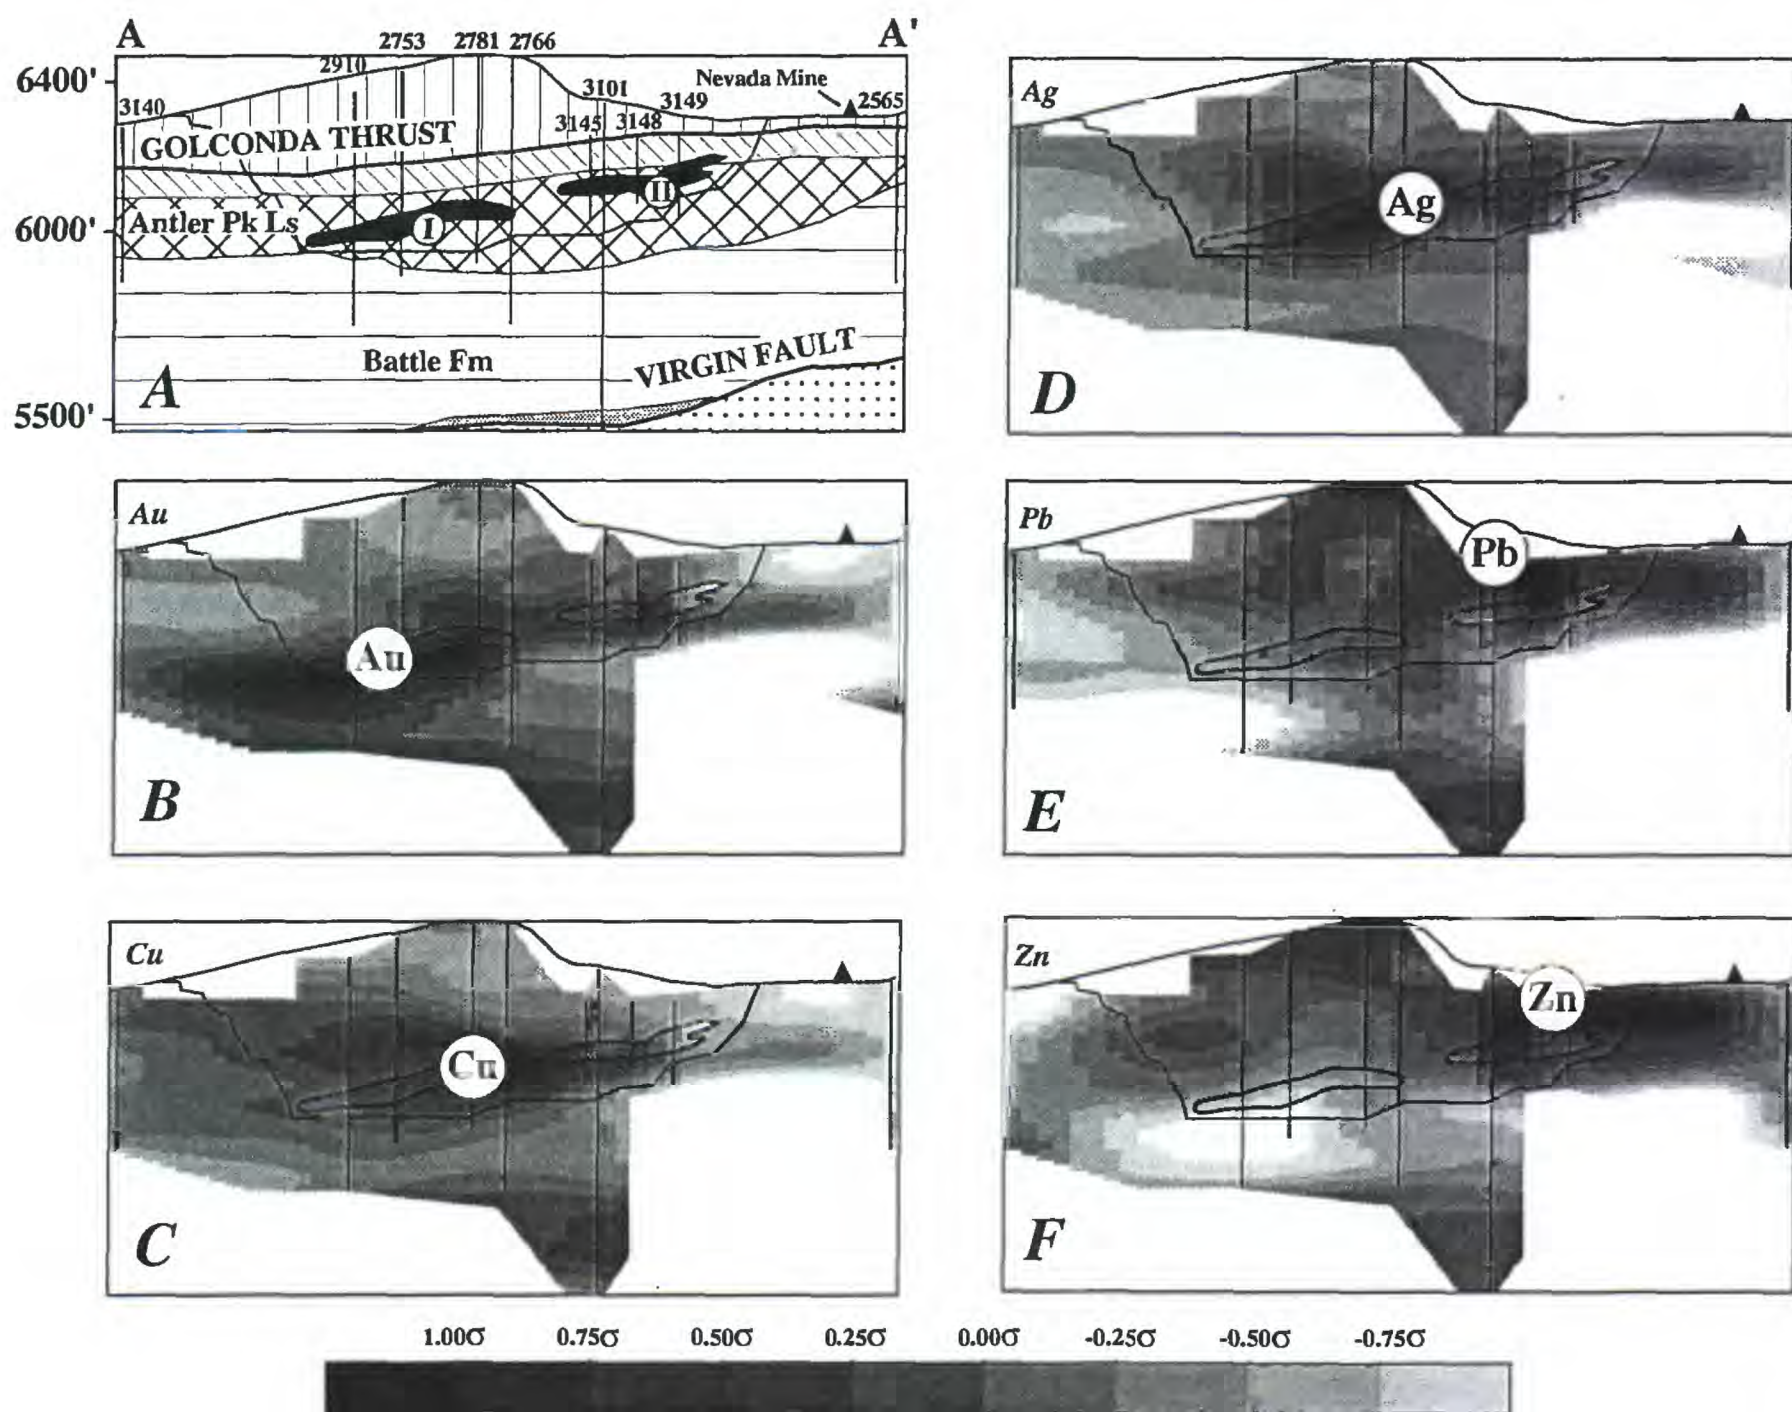 A A'
2753 2781 2766
6400' 2910
3140 3101 3149 Nevada Mine 2565
3145 3148
GOLCONDA THRUST
Antler Pk Ls
6000'
I
II
Battle Fm
VIRGIN FAULT
5500'
A
Ag
Ag
D
Au
Au
B
Pb
Pb
E
Cu
Cu
C
Zn
Zn
F
1.00σ 0.75σ 0.50σ 0.25σ 0.00σ -0.25σ -0.50σ -0.75σ